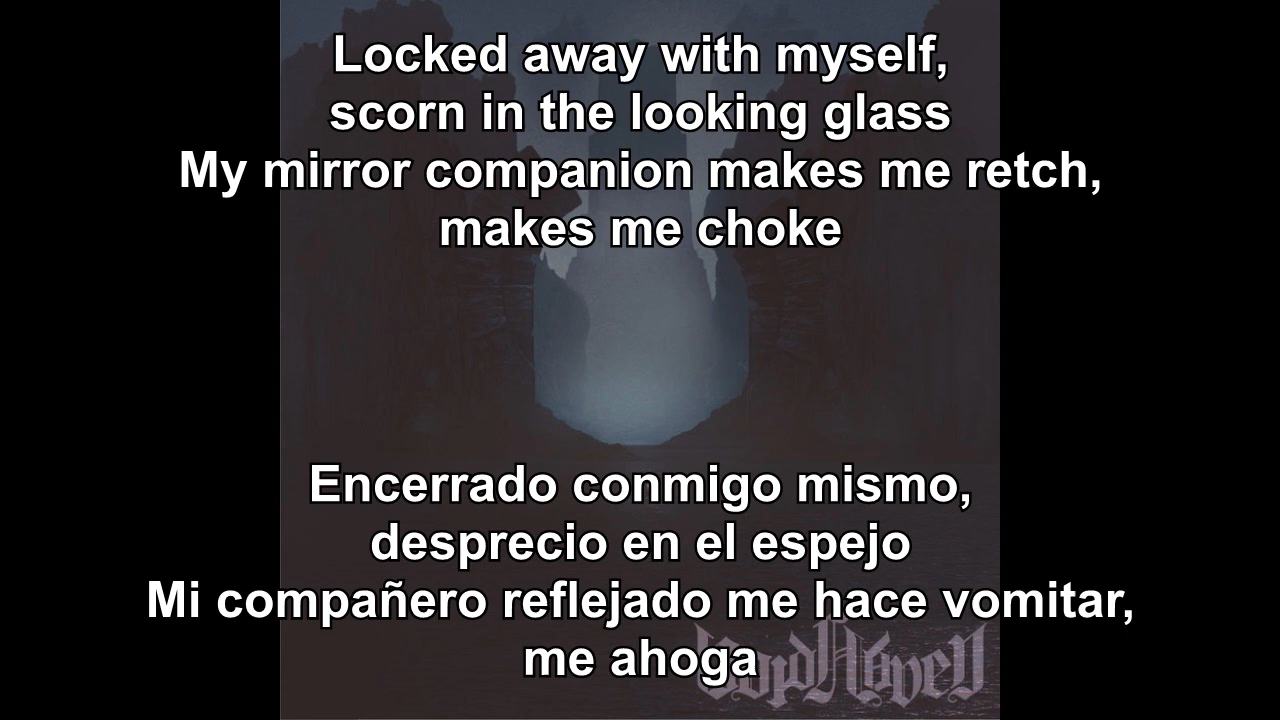 Locked away with myself,
scorn in the looking glass
My mirror companion makes me retch,
makes me choke
Encerrado conmigo mismo,
desprecio en el espejo
Mi compañero reflejado me hace vomitar,
me ahoga